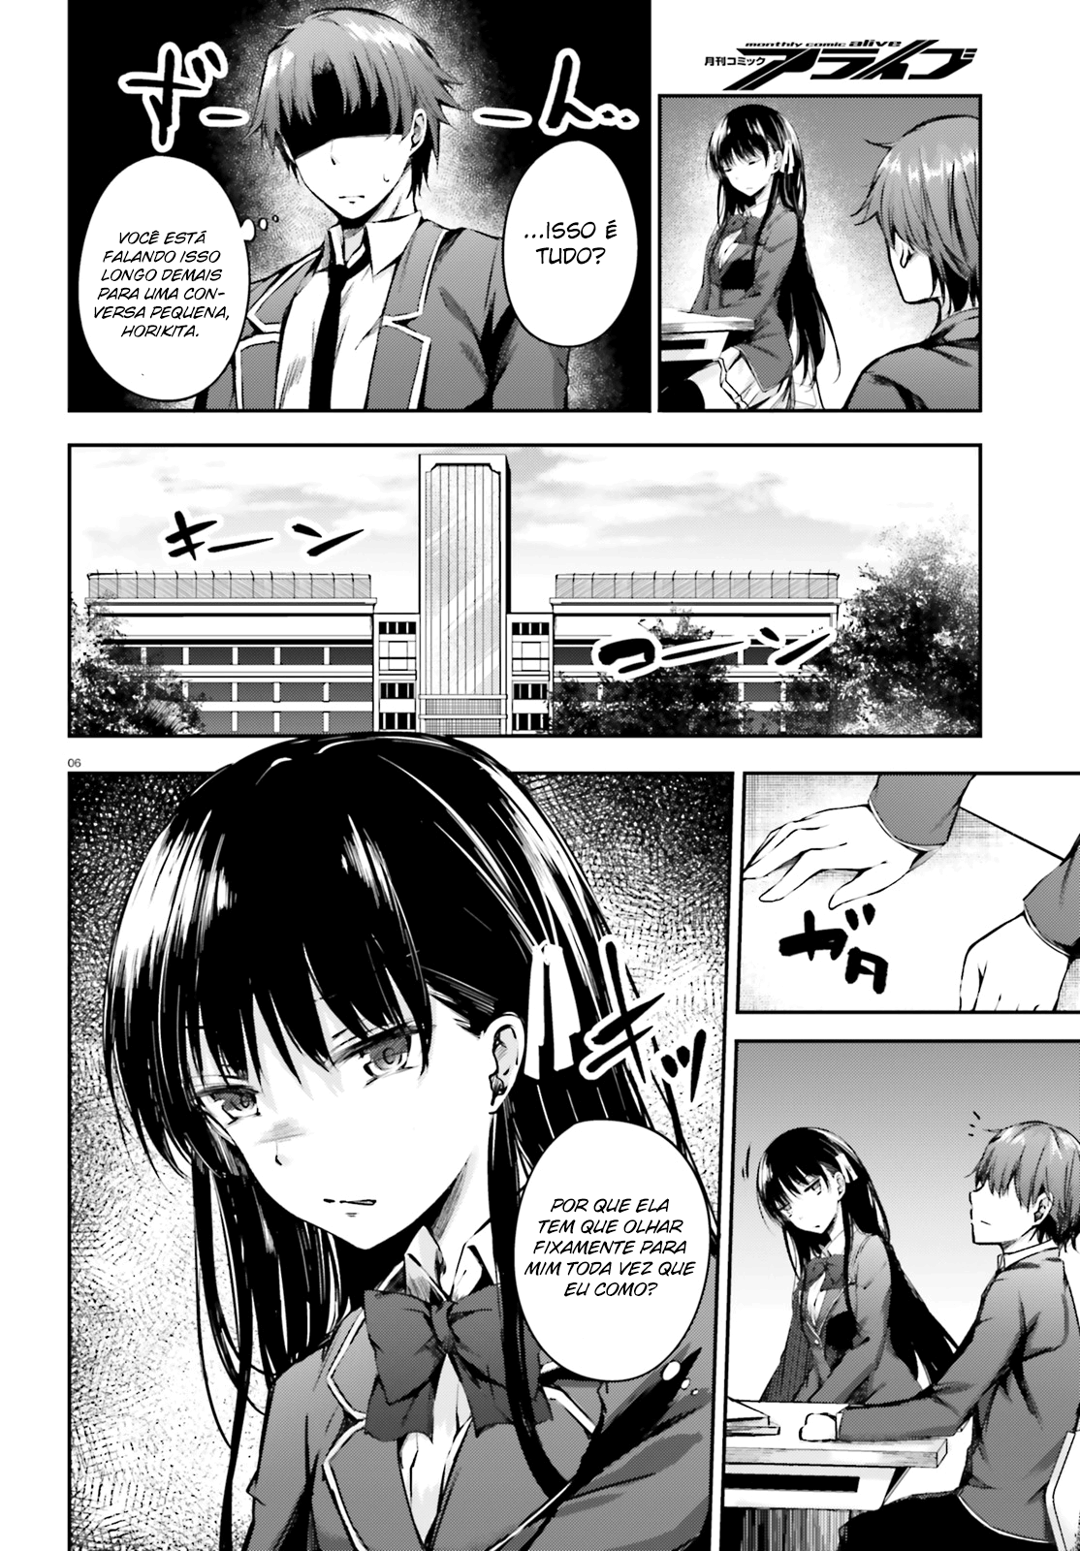 monthly comic alive
月刊コミック
アライブ
...ISSO É
TUDO?
ガーーん..
VOCÊ ESTÁ
FALANDO ISSO
LONGO DEMAIS
PARA UMA CON-
VERSA PEQUENA,
HORIKITA.
キーン
コーン
06
ガタ
キッ
POR QUE ELA
TEM QUE OLHAR
FIXAMENTE PARA
MIM TODA VEZ QUE
EU COMO?